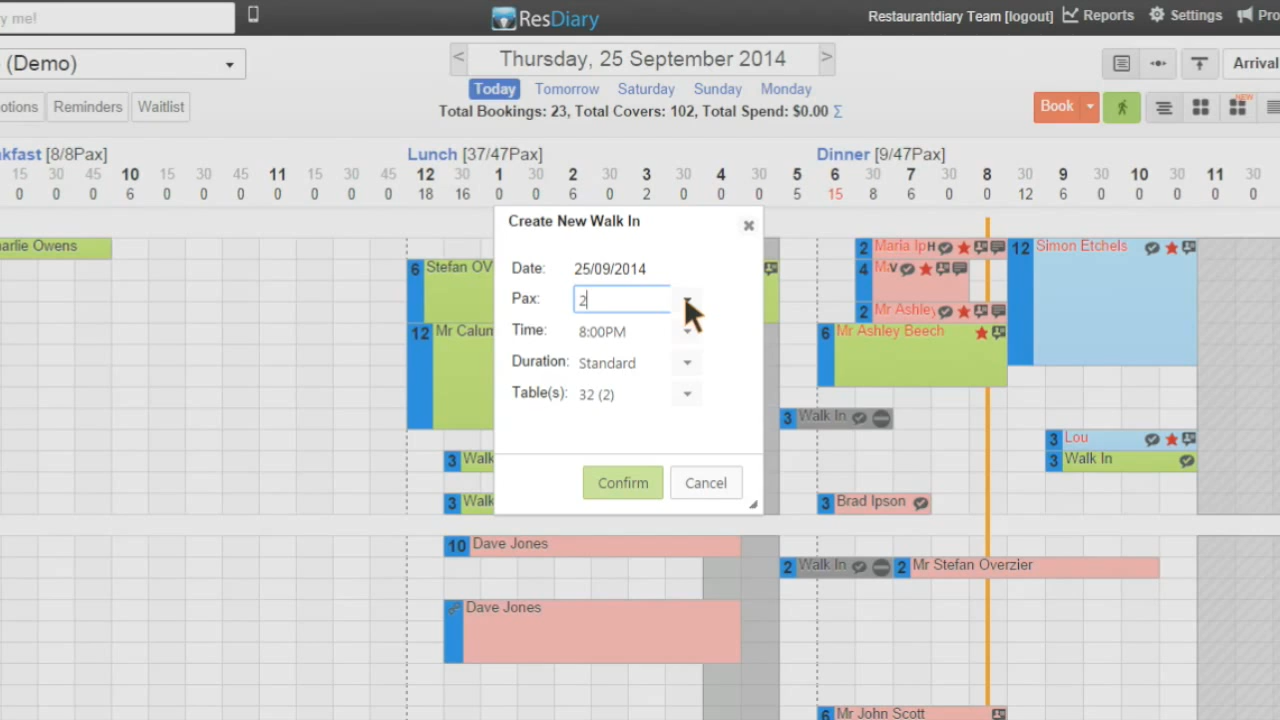 y me!
ResDiary
Restaurantdiary Team [logout] Reports Settings Pro
(Demo)
< Thursday, 25 September 2014 >
Arrival
Today Tomorrow Saturday Sunday Monday
otions Reminders Waitlist
Total Bookings: 23, Total Covers: 102, Total Spend: $0.00 Σ
Book
NEW
kfast [8/8Pax] Lunch [37/47Pax] Dinner [9/47Pax]
15 30 45 10 15 30 45 11 15 30 45 12 30 1 30 2 30 3 30 4 30 5 6 30 7 30 8 30 9 30 10 30 11 30
0 0 0 0 0 0 0 0 0 0 0 18 16 0 0 6 0 2 0 0 0 5 15 8 6 0 0 12 6 0 0 0 0 0
Create New Walk In
Date: 25/09/2014
Pax: 2
Time: 8:00PM
Duration: Standard
Table(s): 32 (2)
Confirm Cancel
arlie Owens
2 Maria Ip H
12 Simon Etchels
6 Stefan OV
4 M V
2 Mr Ashley
12 Mr Calum
6 Mr Ashley Beech
3 Walk In
3 Lou
3 Walk
3 Walk In
3 Walk
3 Brad Ipson
10 Dave Jones
2 Walk In
2 Mr Stefan Overzier
Dave Jones
6 Mr John Scott